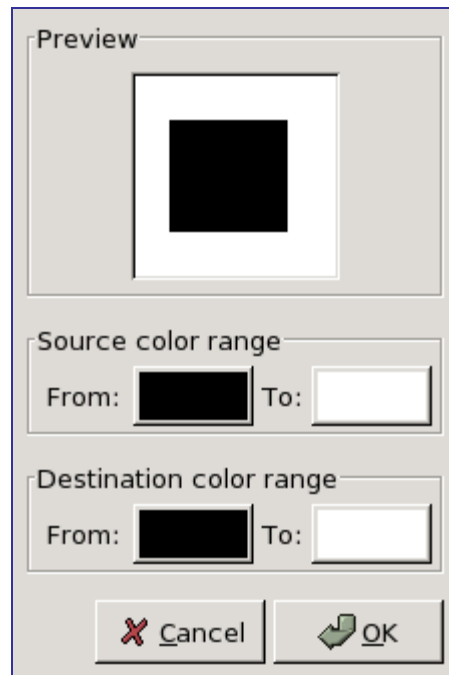 Preview
Source color range
From: To:
Destination color range
From: To:
Cancel OK